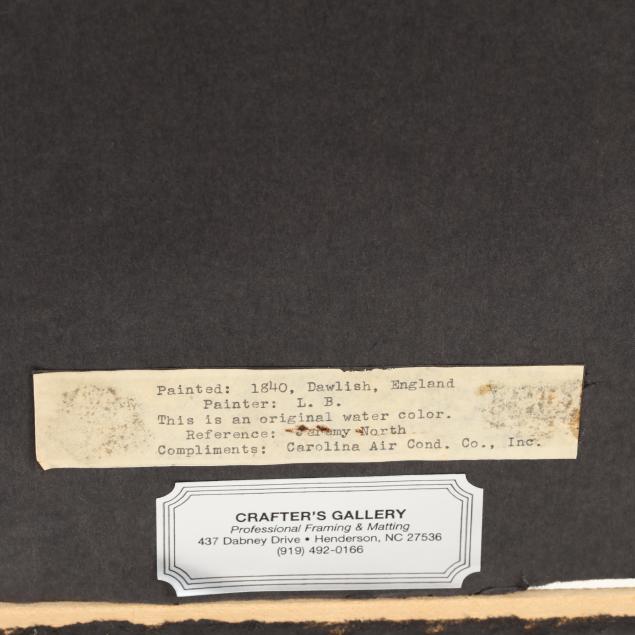 Painted: 1840, Dawlish, England
Painter: L. B.
This is an original water color.
Reference: Jaramy North
Compliments: Carolina Air Cond. Co., Inc.
CRAFTER'S GALLERY
Professional Framing & Matting
437 Dabney Drive • Henderson, NC 27536
(919) 492-0166